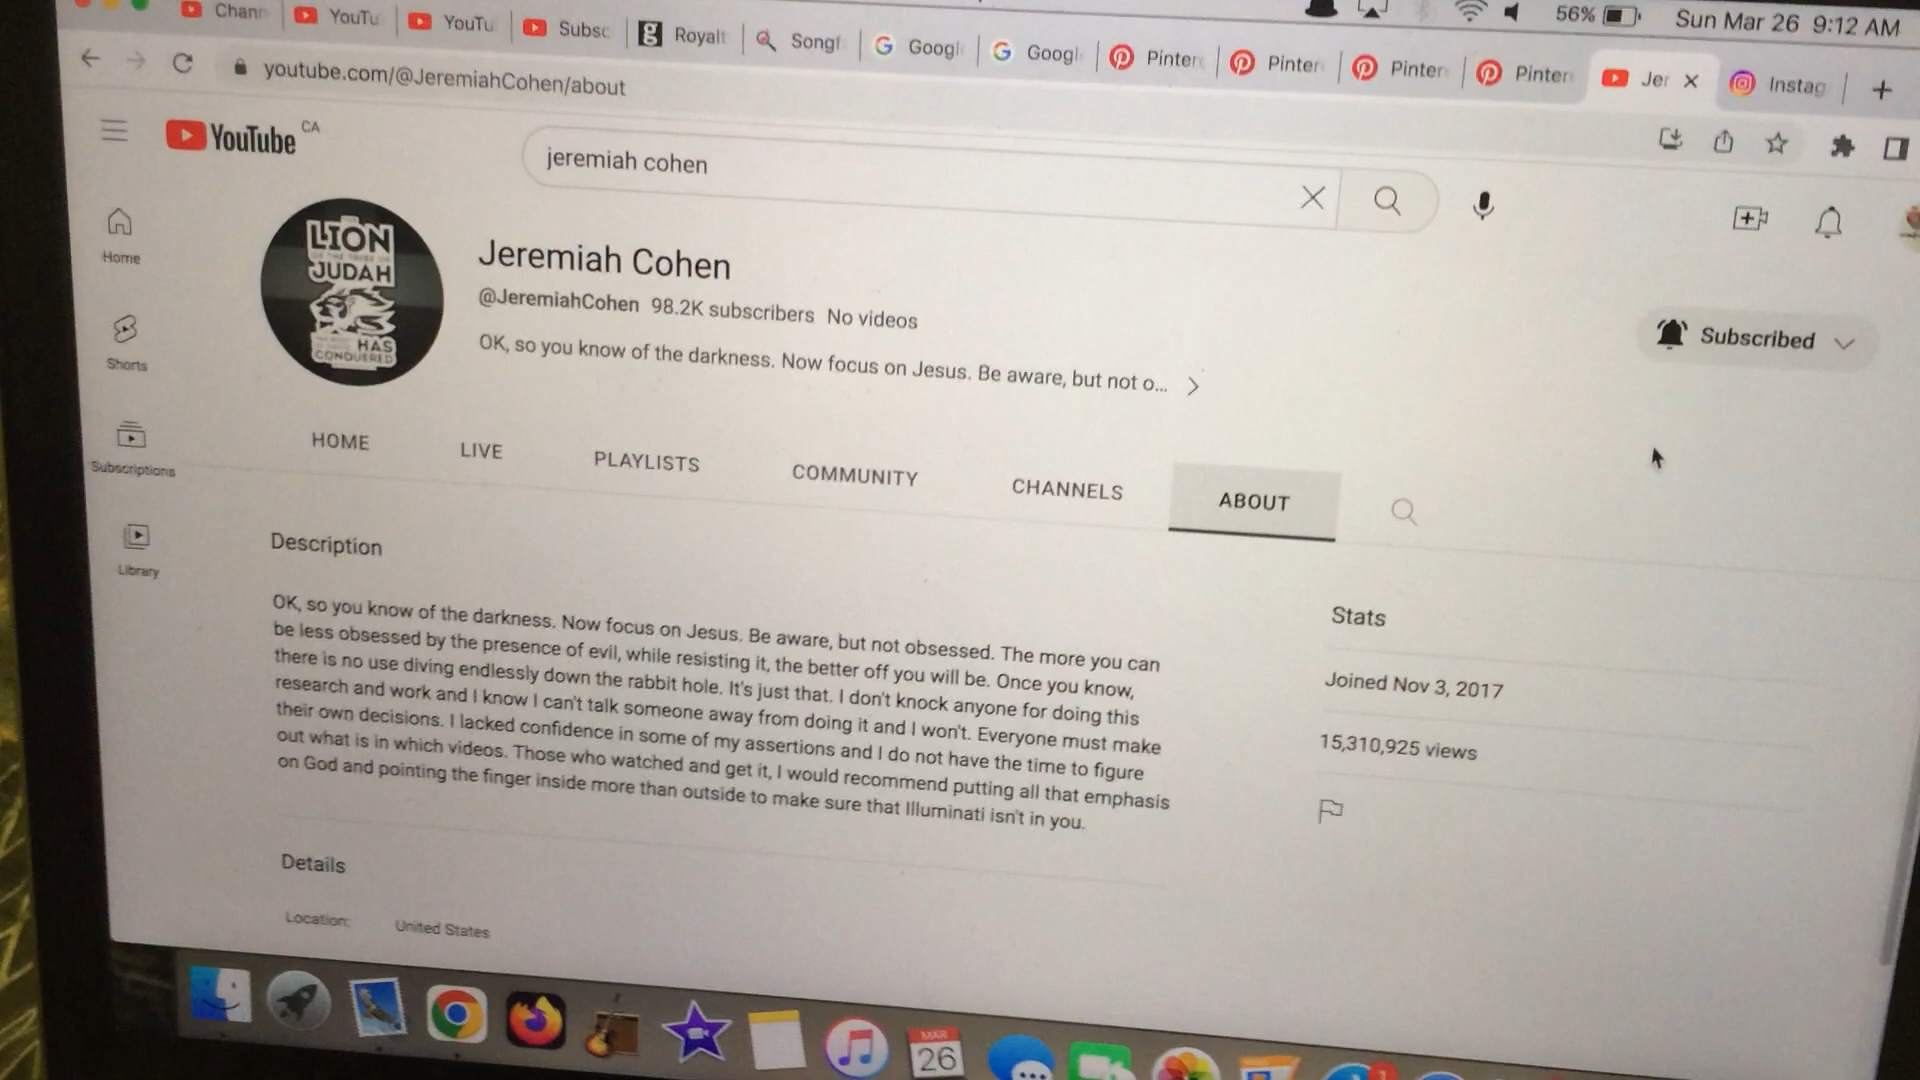 56% Sun Mar 26 9:12 AM
YouTu YouTu Subsc Royalt Songf Googl Googl Pinter Pinter Pinter Pinter Jer Instag
youtube.com/@JeremiahCohen/about
YouTube CA
jeremiah cohen
Home
Shorts
Subscriptions
Library
LION
JUDAH
HAS
CONQUERED
Jeremiah Cohen
@JeremiahCohen 98.2K subscribers No videos
OK, so you know of the darkness. Now focus on Jesus. Be aware, but not o...
Subscribed
HOME LIVE PLAYLISTS COMMUNITY CHANNELS ABOUT
Description
OK, so you know of the darkness. Now focus on Jesus. Be aware, but not obsessed. The more you can
be less obsessed by the presence of evil, while resisting it, the better off you will be. Once you know,
there is no use diving endlessly down the rabbit hole. It's just that. I don't knock anyone for doing this
research and work and I know I can't talk someone away from doing it and I won't. Everyone must make
their own decisions. I lacked confidence in some of my assertions and I do not have the time to figure
out what is in which videos. Those who watched and get it, I would recommend putting all that emphasis
on God and pointing the finger inside more than outside to make sure that Illuminati isn't in you.
Stats
Joined Nov 3, 2017
15,310,925 views
Details
Location: United States
MAR
26